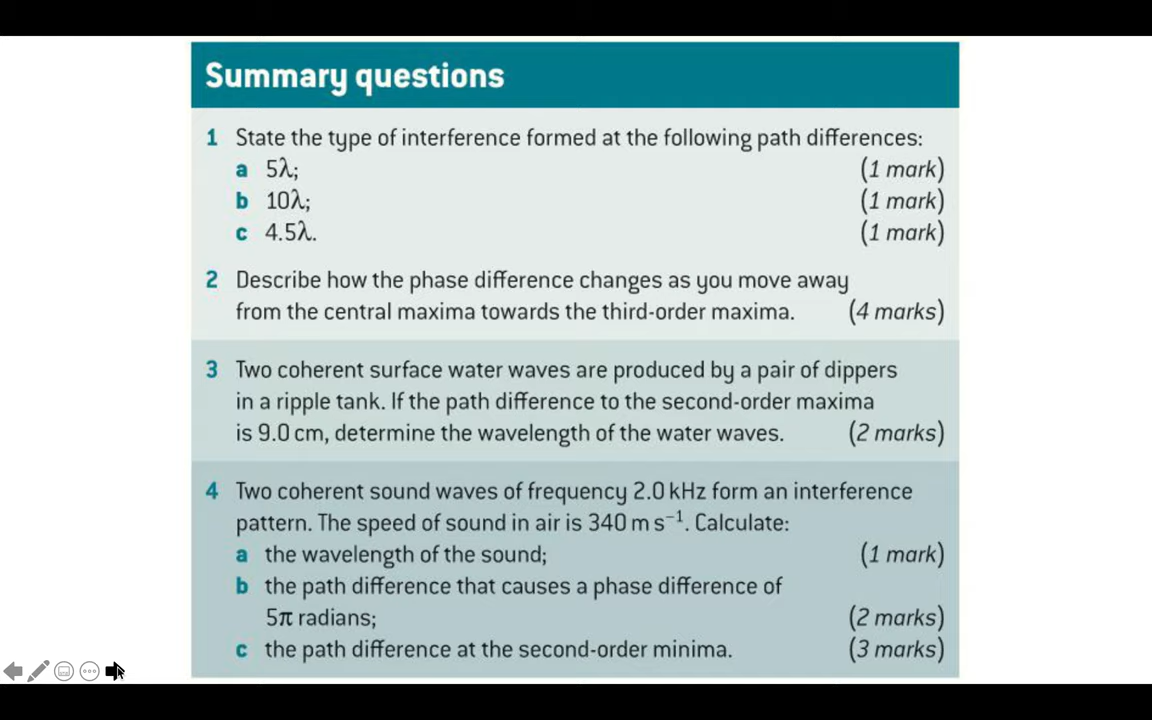 Summary questions
1 State the type of interference formed at the following path differences:
a 5λ; (1 mark)
b 10λ; (1 mark)
c 4.5λ. (1 mark)
2 Describe how the phase difference changes as you move away
from the central maxima towards the third-order maxima. (4 marks)
3 Two coherent surface water waves are produced by a pair of dippers
in a ripple tank. If the path difference to the second-order maxima
is 9.0 cm, determine the wavelength of the water waves. (2 marks)
4 Two coherent sound waves of frequency 2.0 kHz form an interference
pattern. The speed of sound in air is 340 m s⁻¹. Calculate:
a the wavelength of the sound; (1 mark)
b the path difference that causes a phase difference of
5π radians; (2 marks)
c the path difference at the second-order minima. (3 marks)